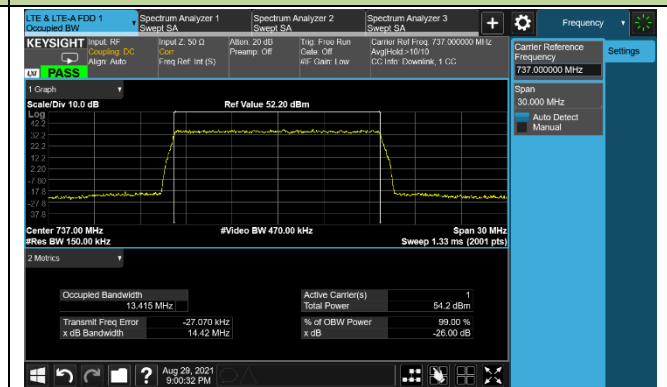 LTE & LTE-A FDD 1
Occupied BW
Spectrum Analyzer 1
Swept SA
Spectrum Analyzer 2
Swept SA
Spectrum Analyzer 3
Swept SA
+
Frequency
KEYSIGHT
Input: RF
Coupling: DC
Align: Auto
Input Z: 50 Ω
Corr
Freq Ref: Int (S)
Atten: 20 dB
Preamp: Off
Trig: Free Run
Gate: Off
#IF Gain: Low
Carrier Ref Freq: 737.000000 MHz
Avg|Hold:>10/10
CC Info: Downlink, 1 CC
LXI PASS
Carrier Reference
Frequency
737.000000 MHz
Settings
Span
30.000 MHz
Auto Detect
Manual
1 Graph
Scale/Div 10.0 dB
Ref Value 52.20 dBm
Log
42.2
32.2
22.2
12.2
2.20
-7.80
-17.8
-27.8
-37.8
Center 737.00 MHz
#Video BW 470.00 kHz
Span 30 MHz
#Res BW 150.00 kHz
Sweep 1.33 ms (2001 pts)
2 Metrics
Occupied Bandwidth
13.415 MHz
Active Carrier(s) 1
Total Power 54.2 dBm
Transmit Freq Error -27.070 kHz
x dB Bandwidth 14.42 MHz
% of OBW Power 99.00 %
x dB -26.00 dB
?
Aug 29, 2021
9:00:32 PM